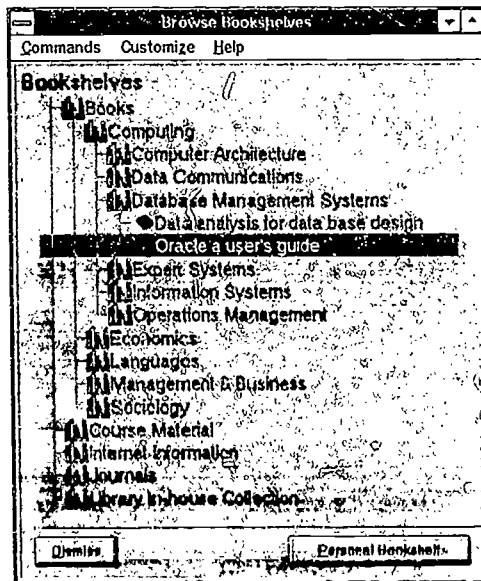 Browse Bookshelves
Commands Customize Help
Bookshelves
Books
Computing
Computer Architecture
Data Communications
Database Management Systems
Data analysis for data base design
Oracle a user's guide
Expert Systems
Information Systems
Operations Management
Economics
Languages
Management & Business
Sociology
Course Material
Internet Information
Journals
Library In-house Collection
Dismiss Personal Bookshelf